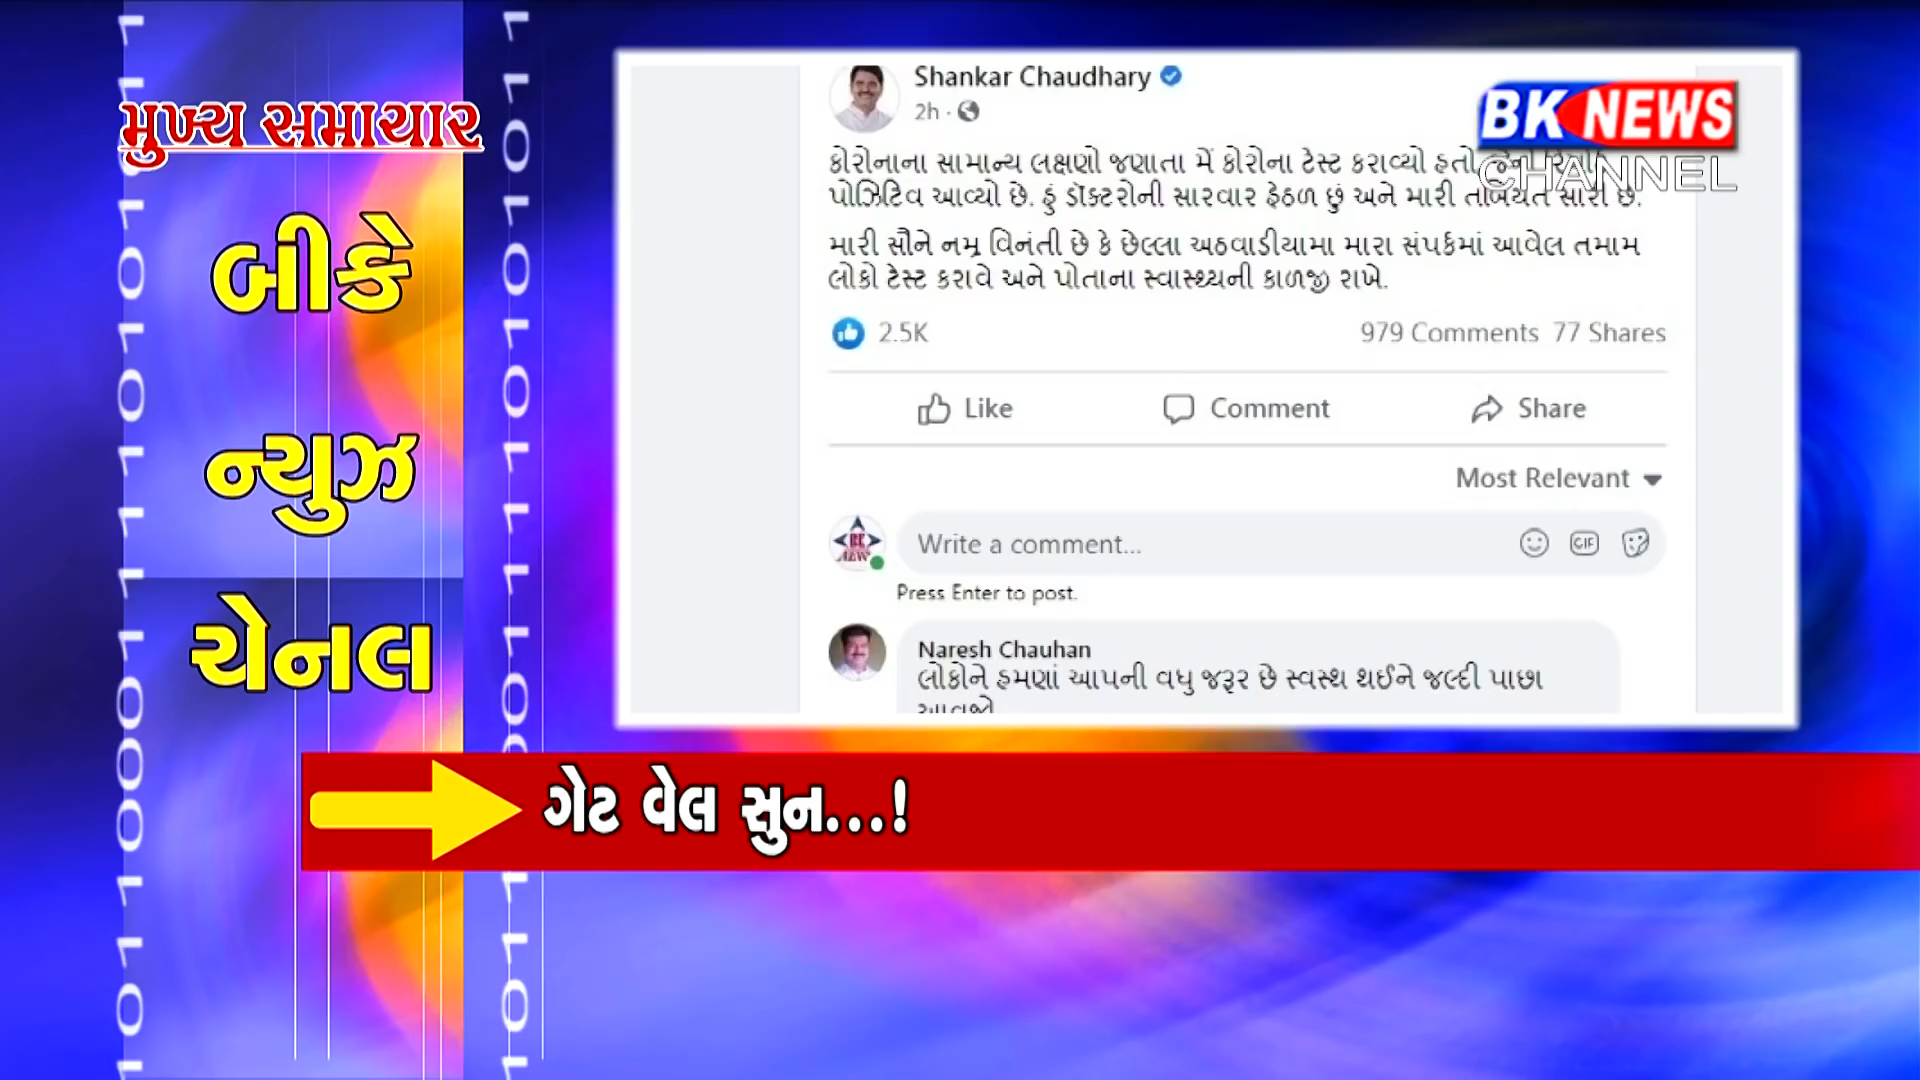 મુખ્ય સમાચાર
બીકે
ન્યુઝ
ચેનલ
Shankar Chaudhary
2h
BK NEWS
CHANNEL
કોરોનાના સામાન્ય લક્ષણો જણાતા મેં કોરોના ટેસ્ટ કરાવ્યો હતો
પોઝિટિવ આવ્યો છે. હું ડૉક્ટરોની સારવાર હેઠળ છું અને મારી તબિયત સારી છે.
મારી સૌને નમ્ર વિનંતી છે કે છેલ્લા અઠવાડીયામા મારા સંપર્કમાં આવેલ તમામ
લોકો ટેસ્ટ કરાવે અને પોતાના સ્વાસ્થ્યની કાળજી રાખે.
2.5K 979 Comments 77 Shares
Like Comment Share
Most Relevant
BK NEWS
Write a comment... GIF
Press Enter to post.
Naresh Chauhan
લોકોને હમણાં આપની વધુ જરૂર છે સ્વસ્થ થઈને જલ્દી પાછા
આવજો
ગેટ વેલ સુન...!